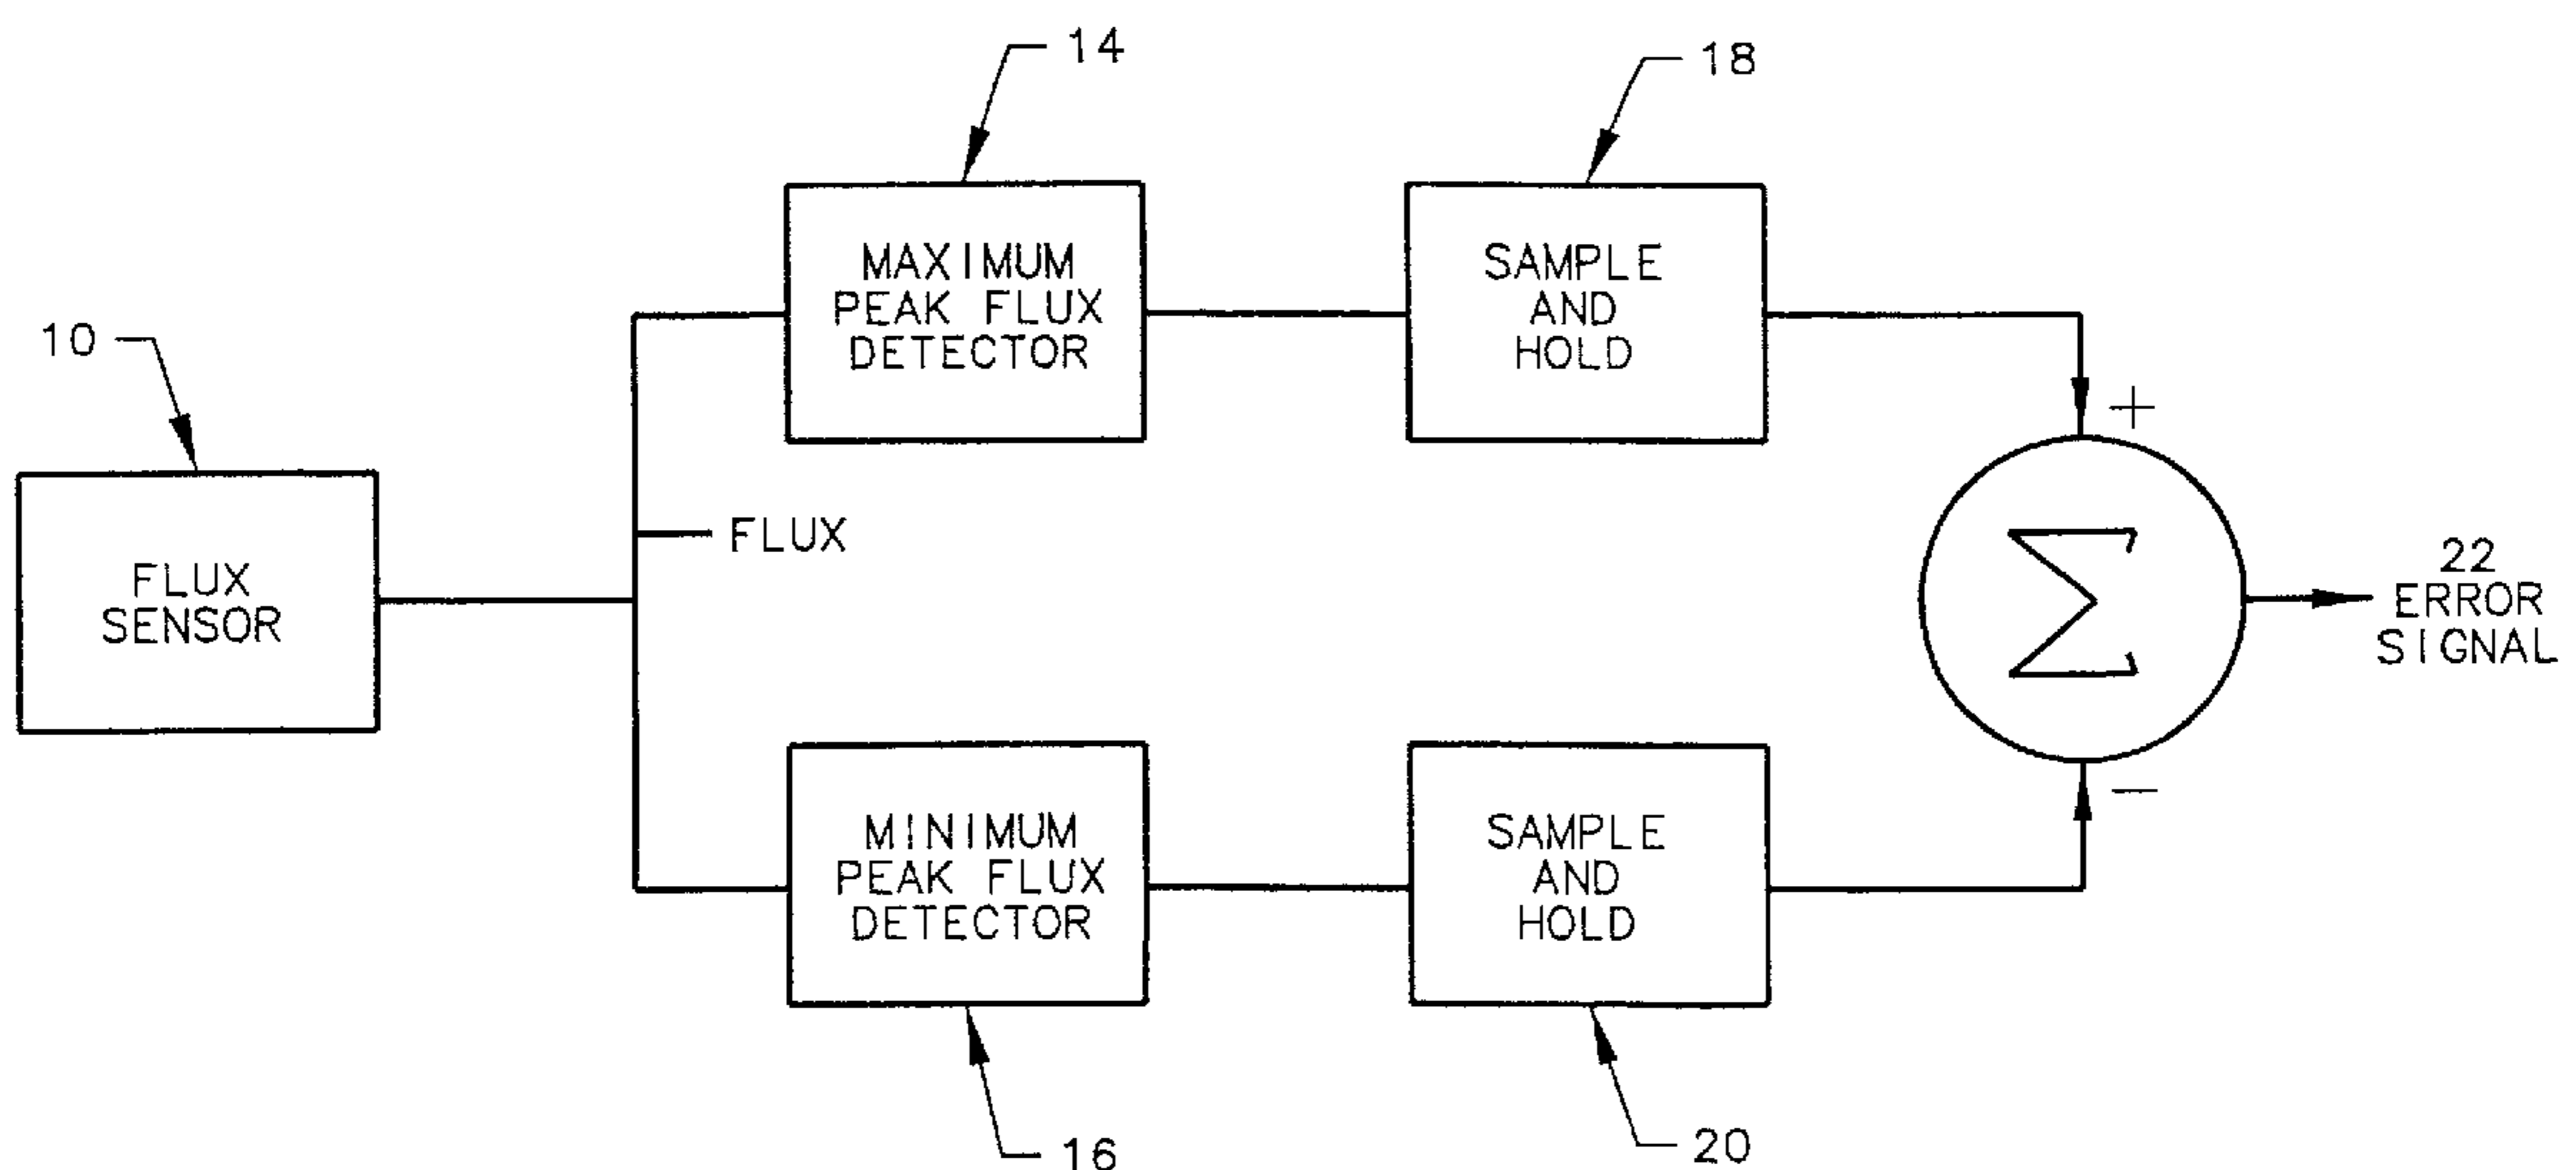 14
18
MAXIMUM
PEAK FLUX
DETECTOR
SAMPLE
AND
HOLD
10
+
FLUX
SENSOR
FLUX
Σ
22
ERROR
SIGNAL
−
MINIMUM
PEAK FLUX
DETECTOR
SAMPLE
AND
HOLD
16
20